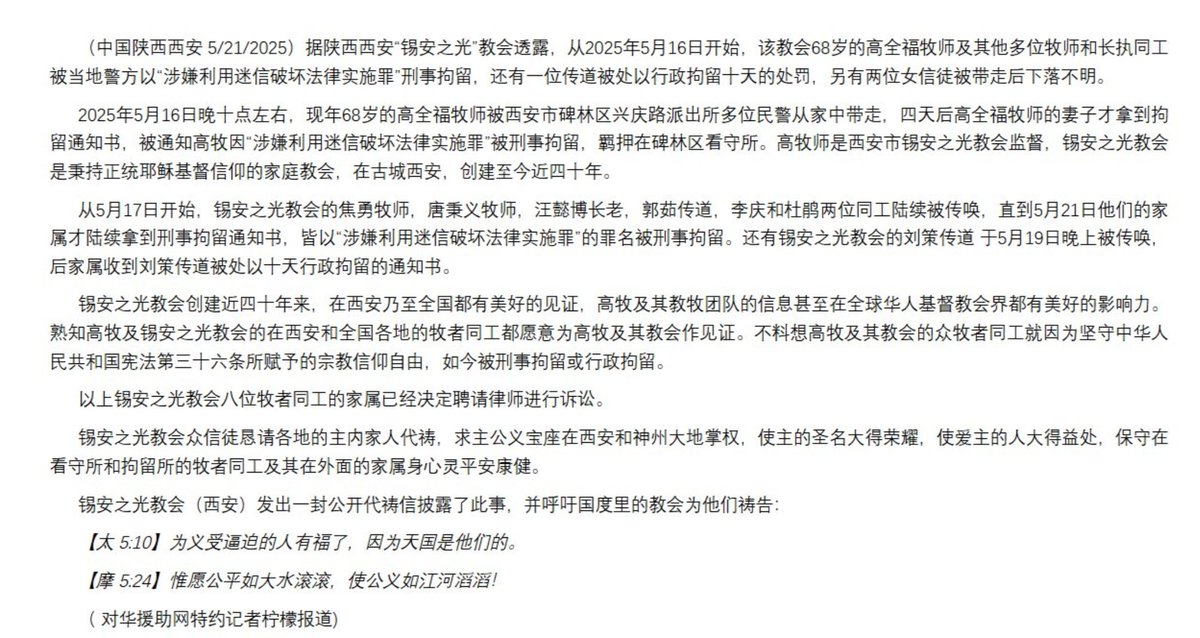 （中国陕西西安 5/21/2025）据陕西西安“锡安之光”教会透露，从2025年5月16日开始，该教会68岁的高全福牧师及其他多位牧师和长执同工
被当地警方以“涉嫌利用迷信破坏法律实施罪”刑事拘留，还有一位传道被处以行政拘留十天的处罚，另有两位女信徒被带走后下落不明。
2025年5月16日晚十点左右，现年68岁的高全福牧师被西安市碑林区兴庆路派出所多位民警从家中带走，四天后高全福牧师的妻子才拿到拘
留通知书，被通知高牧因“涉嫌利用迷信破坏法律实施罪”被刑事拘留，羁押在碑林区看守所。高牧师是西安市锡安之光教会监督，锡安之光教会
是秉持正统耶稣基督信仰的家庭教会，在古城西安，创建至今近四十年。
从5月17日开始，锡安之光教会的焦勇牧师，唐秉义牧师，汪懿博长老，郭茹传道，李庆和杜鹃两位同工陆续被传唤，直到5月21日他们的家
属才陆续拿到刑事拘留通知书，皆以“涉嫌利用迷信破坏法律实施罪”的罪名被刑事拘留。还有锡安之光教会的刘策传道 于5月19日晚上被传唤，
后家属收到刘策传道被处以十天行政拘留的通知书。
锡安之光教会创建近四十年来，在西安乃至全国都有美好的见证，高牧及其教牧团队的信息甚至在全球华人基督教会界都有美好的影响力。
熟知高牧及锡安之光教会的在西安和全国各地的牧者同工都愿意为高牧及其教会作见证。不料想高牧及其教会的众牧者同工就因为坚守中华人
民共和国宪法第三十六条所赋予的宗教信仰自由，如今被刑事拘留或行政拘留。
以上锡安之光教会八位牧者同工的家属已经决定聘请律师进行诉讼。
锡安之光教会众信徒恳请各地的主内家人代祷，求主公义宝座在西安和神州大地掌权，使主的圣名大得荣耀，使爱主的人大得益处，保守在
看守所和拘留所的牧者同工及其在外面的家属身心灵平安康健。
锡安之光教会（西安）发出一封公开代祷信披露了此事，并呼吁国度里的教会为他们祷告：
【太 5:10】为义受逼迫的人有福了，因为天国是他们的。
【摩 5:24】惟愿公平如大水滚滚，使公义如江河滔滔！
（ 对华援助网特约记者柠檬报道)